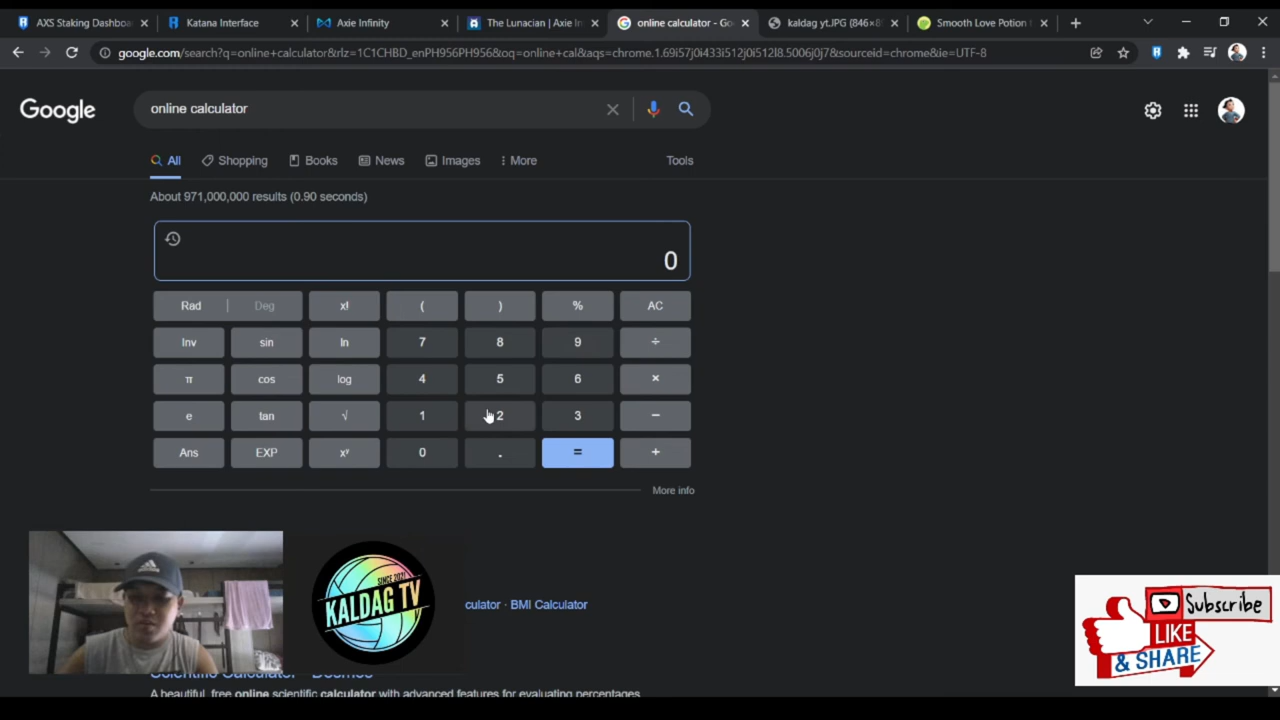 AXS Staking Dashboa
Katana Interface
Axie Infinity
The Lunacian | Axie In
online calculator - Go
kaldag yt.JPG (846×8
Smooth Love Potion t
google.com/search?q=online+calculator&rlz=1C1CHBD_enPH956PH956&oq=online+cal&aqs=chrome.1.69i57j0i433i512j0i512l8.5006j0j7&sourceid=chrome&ie=UTF-8
Google
online calculator
All
Shopping
Books
News
Images
More
Tools
About 971,000,000 results (0.90 seconds)
0
Rad | Deg x! ( ) % AC
Inv sin ln 7 8 9 ÷
π cos log 4 5 6 ×
e tan √ 1 2 3 −
Ans EXP xʸ 0 . = +
More info
SINCE 2021
KALDAG TV
culator · BMI Calculator
Subscribe
LIKE
& SHARE
Scientific Calculator - Desmos
A beautiful, free online scientific calculator with advanced features for evaluating percentages,